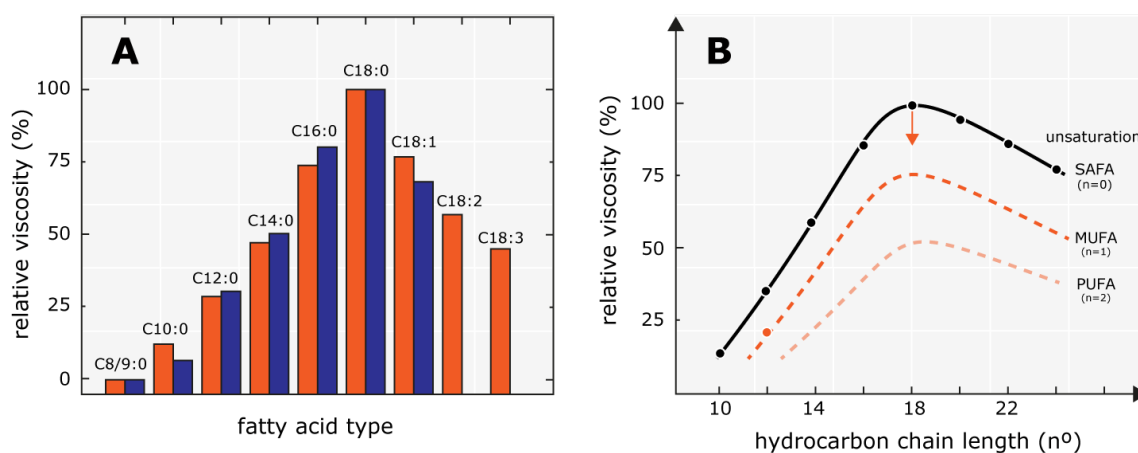 A
relative viscosity (%)
100
75
50
25
0
C8/9:0
C10:0
C12:0
C14:0
C16:0
C18:0
C18:1
C18:2
C18:3
fatty acid type
B
relative viscosity (%)
100
75
50
25
10
14
18
22
hydrocarbon chain length (nº)
unsaturation
SAFA
(n=0)
MUFA
(n=1)
PUFA
(n=2)